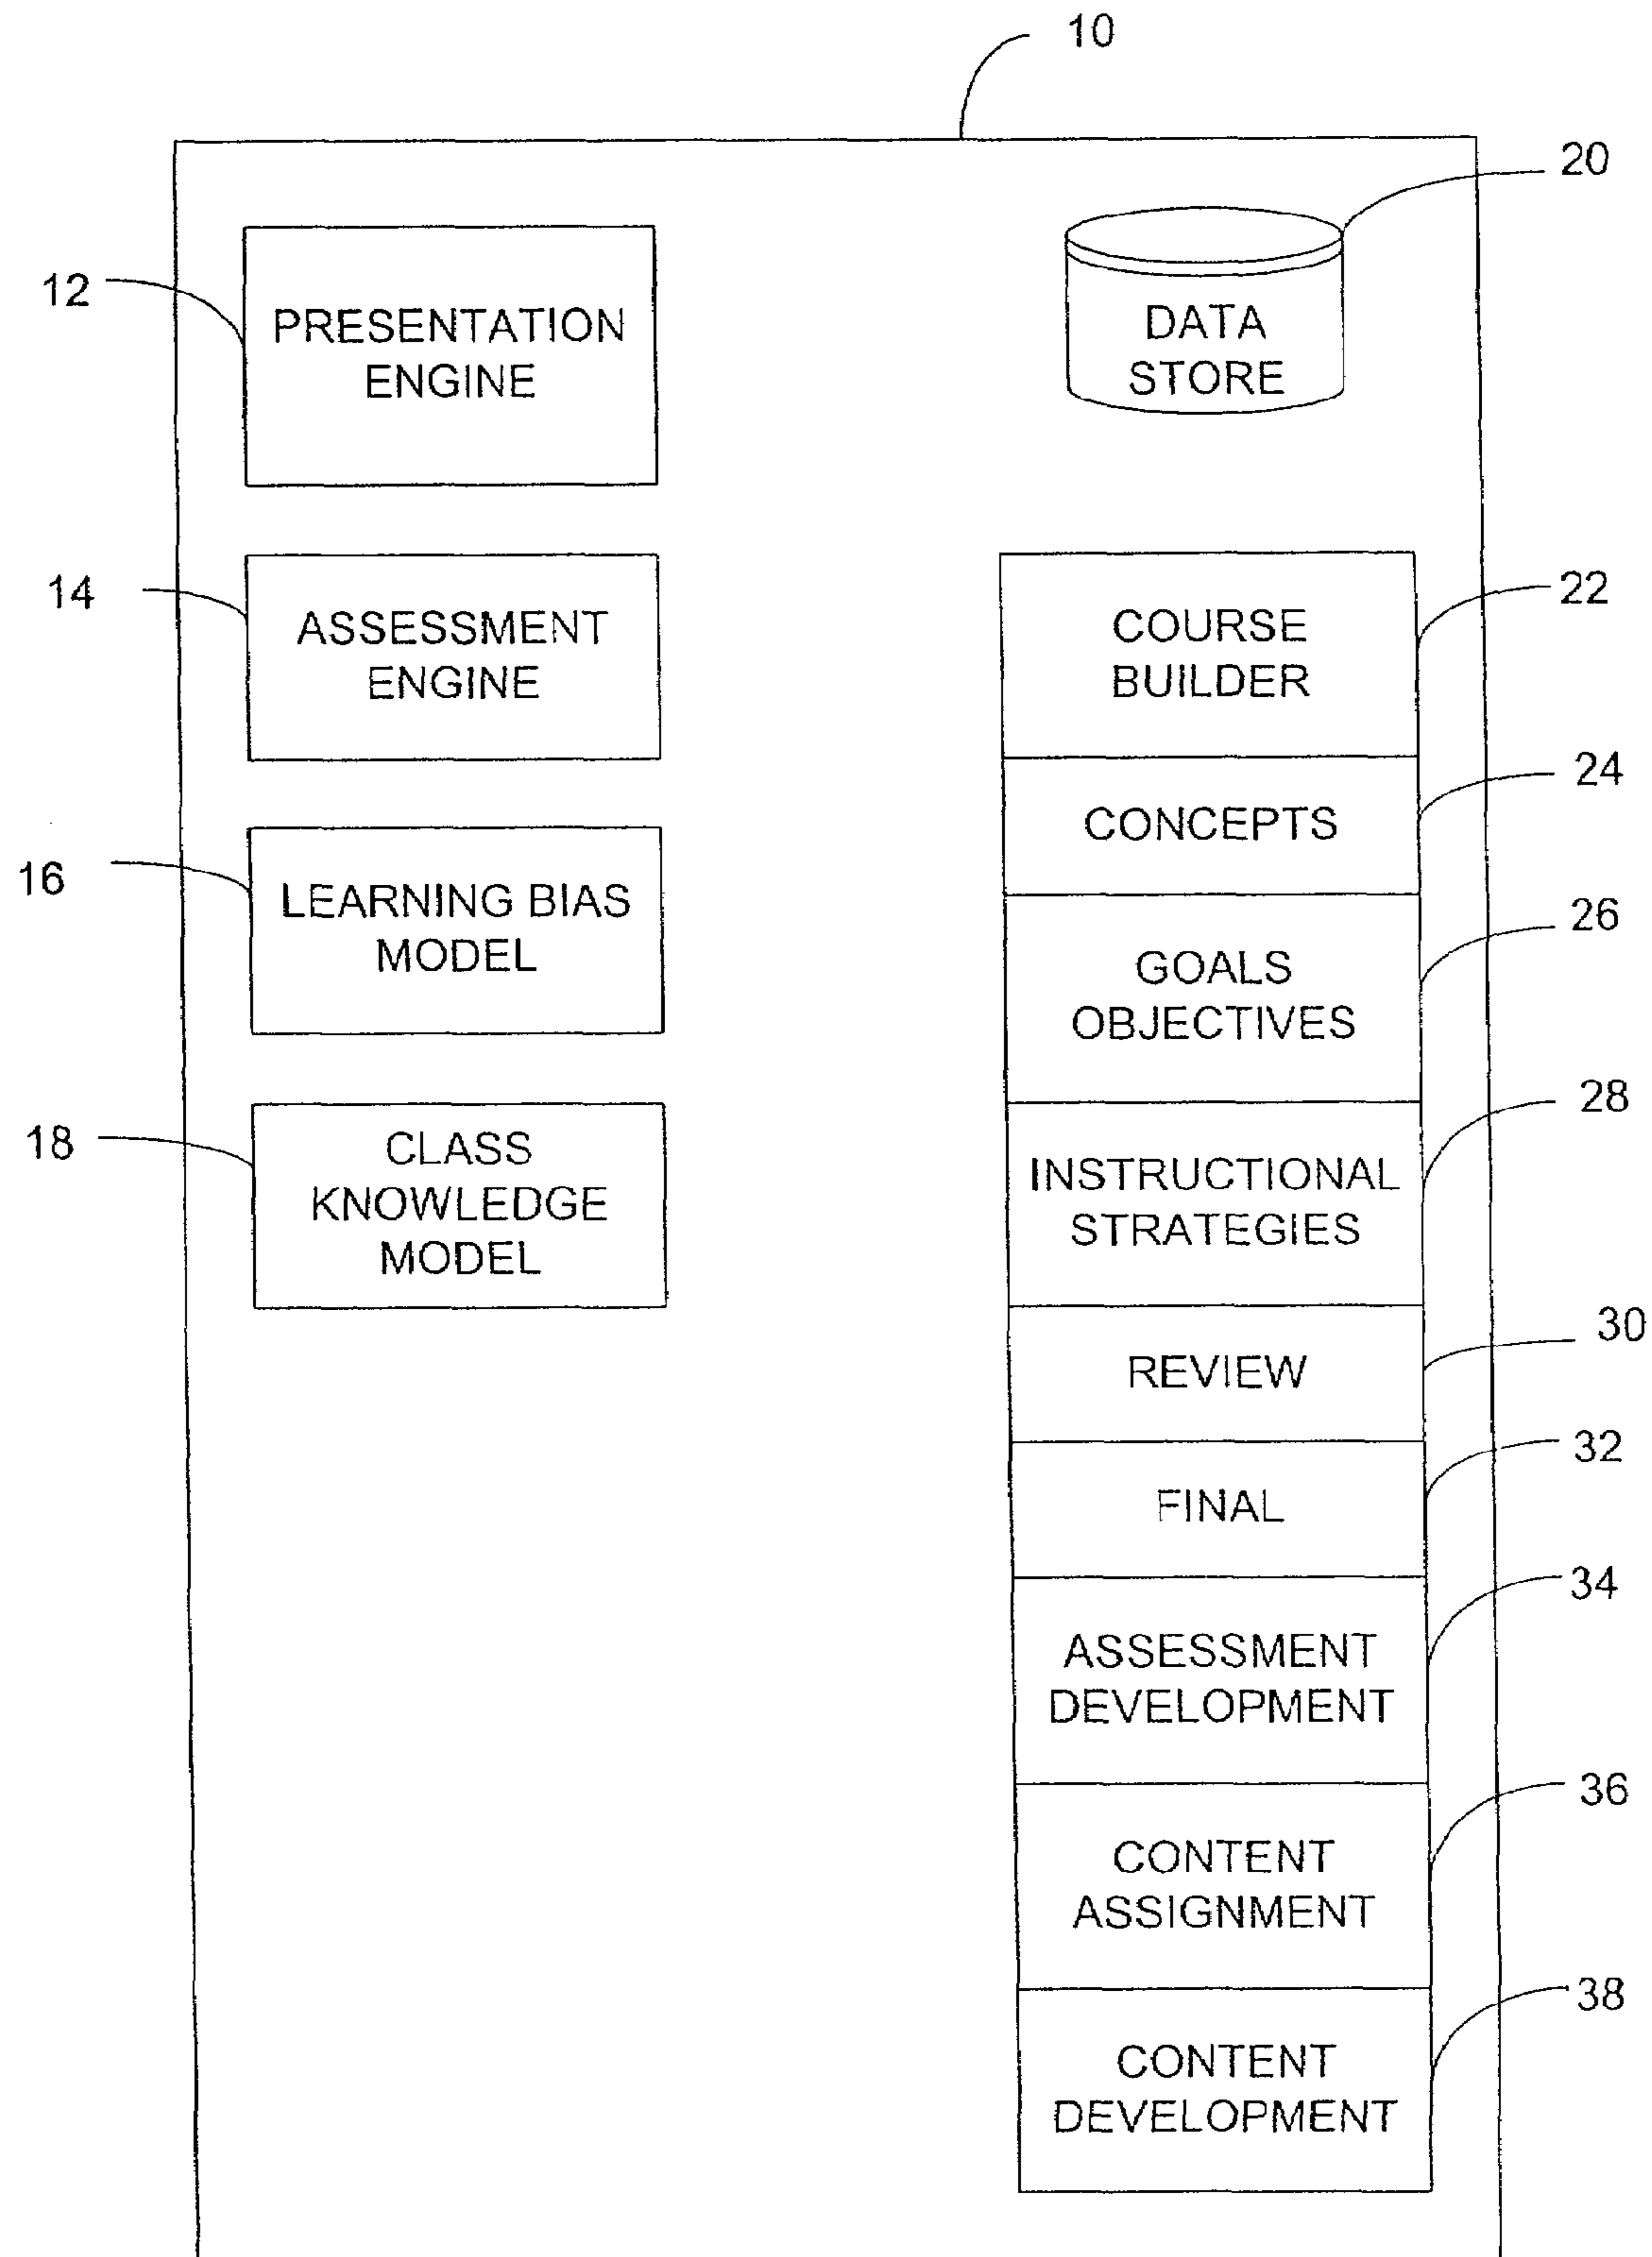 10
20
12
PRESENTATION
ENGINE
DATA
STORE
14
ASSESSMENT
ENGINE
22
COURSE
BUILDER
24
CONCEPTS
16
LEARNING BIAS
MODEL
26
GOALS
OBJECTIVES
18
CLASS
KNOWLEDGE
MODEL
28
INSTRUCTIONAL
STRATEGIES
30
REVIEW
32
FINAL
34
ASSESSMENT
DEVELOPMENT
36
CONTENT
ASSIGNMENT
38
CONTENT
DEVELOPMENT